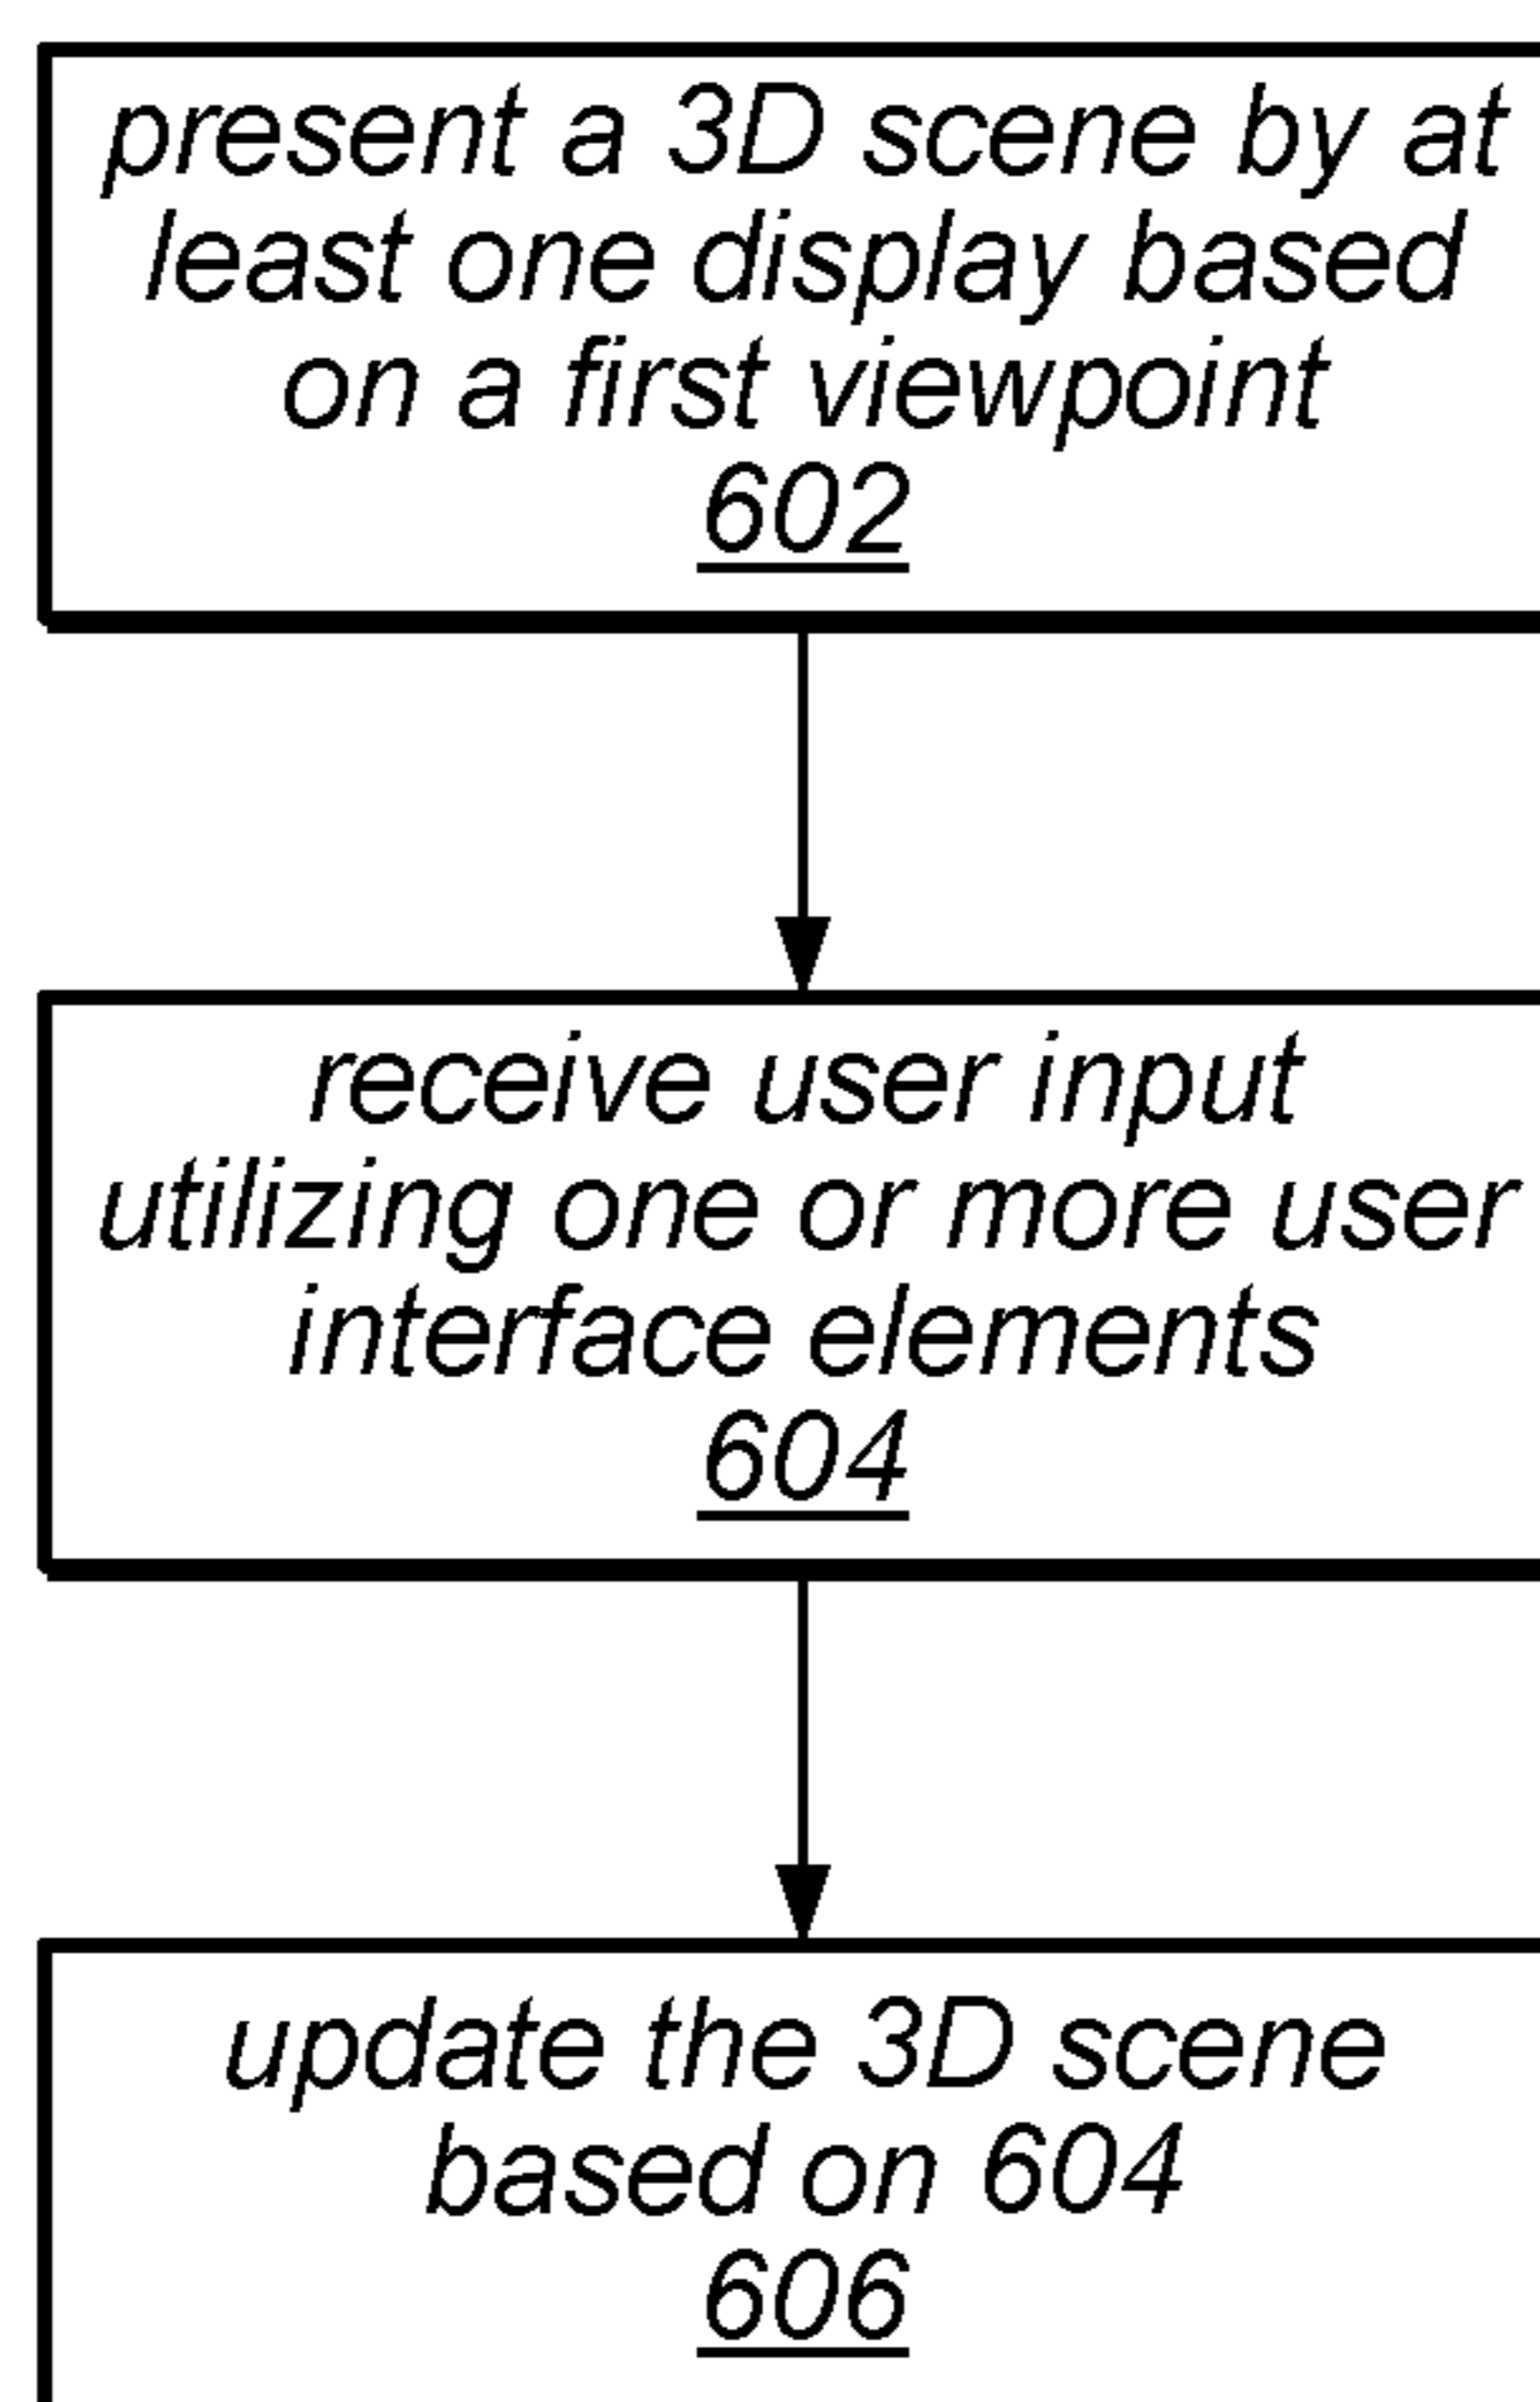 present a 3D scene by at
least one display based
on a first viewpoint
602
receive user input
utilizing one or more user
interface elements
604
update the 3D scene
based on 604
606